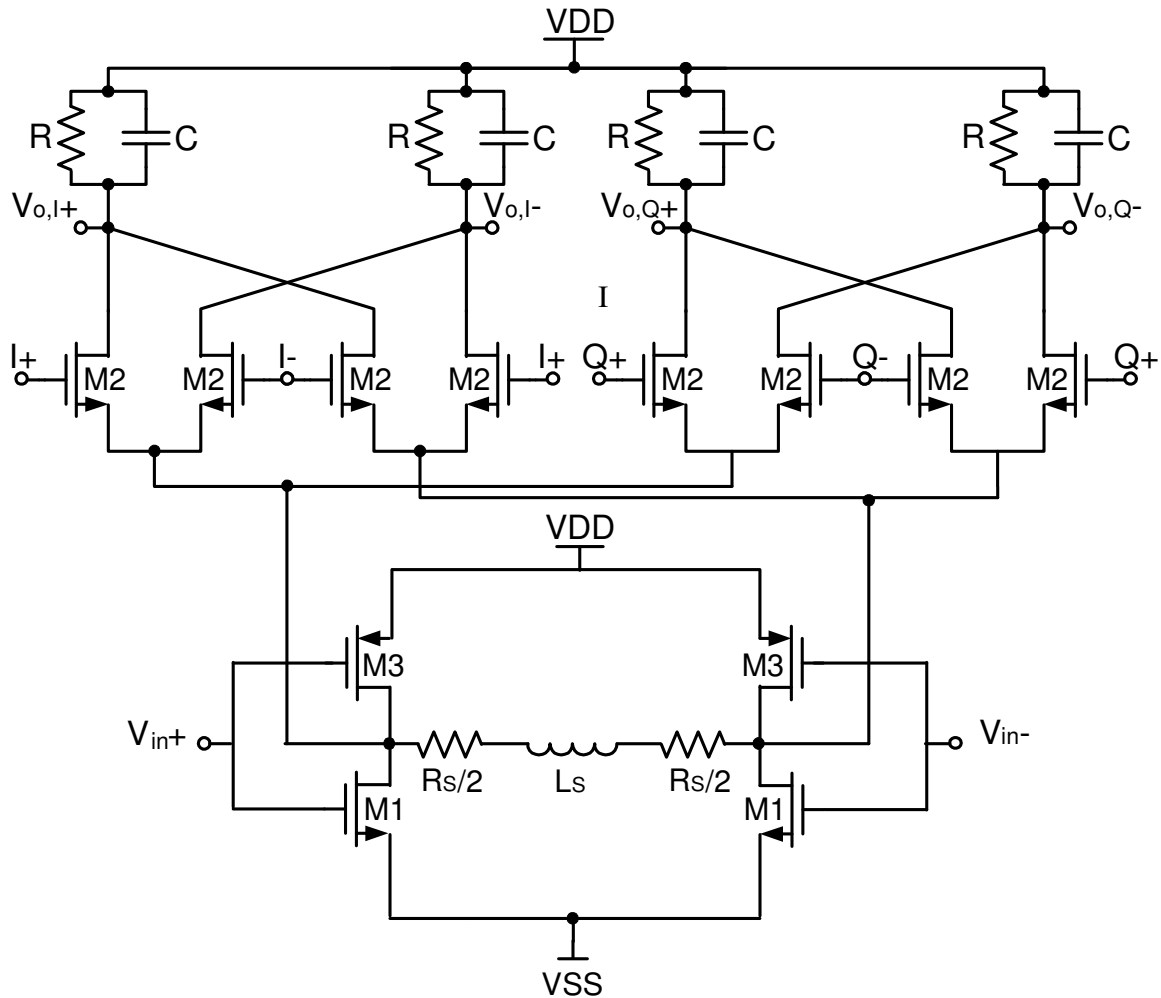 VDD
R C R C R C R C
Vo,I+ Vo,I- Vo,Q+ Vo,Q-
I
I+ I- I+ Q+ Q- Q+
M2 M2 M2 M2 M2 M2 M2 M2
VDD
M3 M3
Vin+ Vin-
RS/2 LS RS/2
M1 M1
VSS